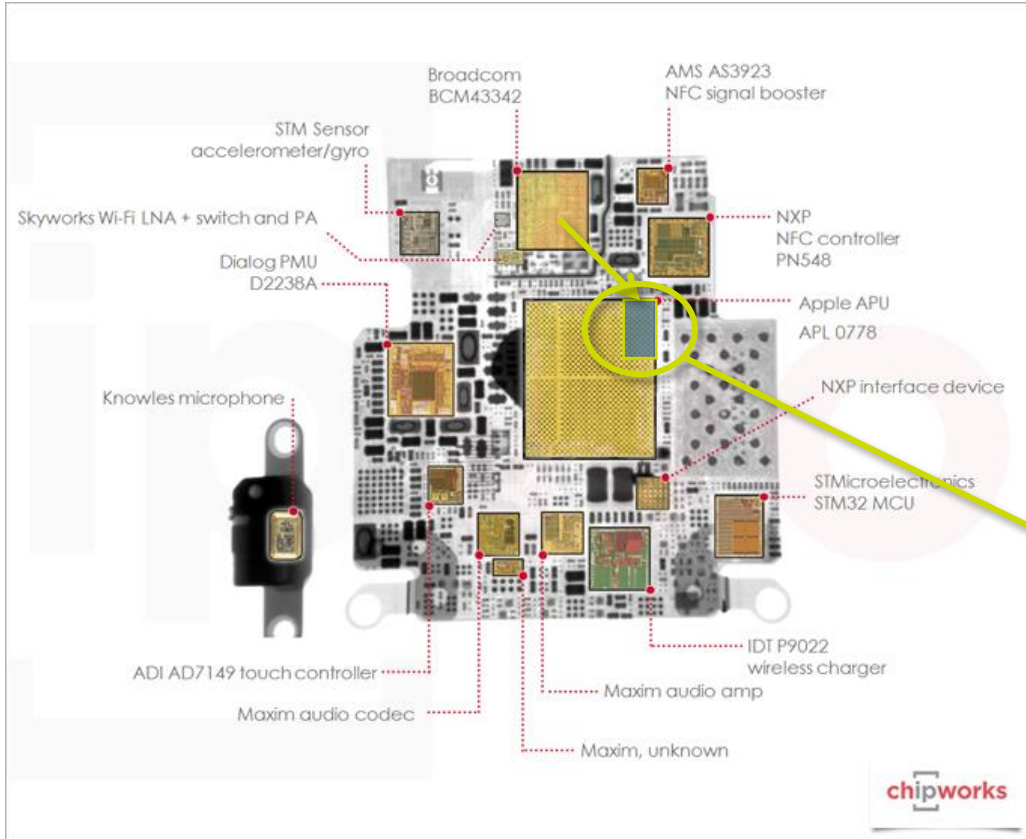 Broadcom
BCM43342
AMS AS3923
NFC signal booster
STM Sensor
accelerometer/gyro
Skyworks Wi-Fi LNA + switch and PA
NXP
NFC controller
PN548
Dialog PMU
D2238A
Apple APU
APL 0778
NXP interface device
Knowles microphone
STMicroelectronics
STM32 MCU
IDT P9022
wireless charger
ADI AD7149 touch controller
Maxim audio amp
Maxim audio codec
Maxim, unknown
chipworks